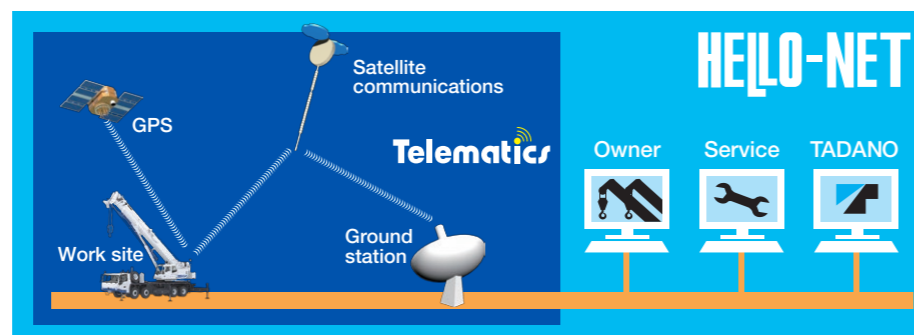 HELLO-NET
Satellite
communications
GPS
Telematics
Owner
Service
TADANO
Work site
Ground
station